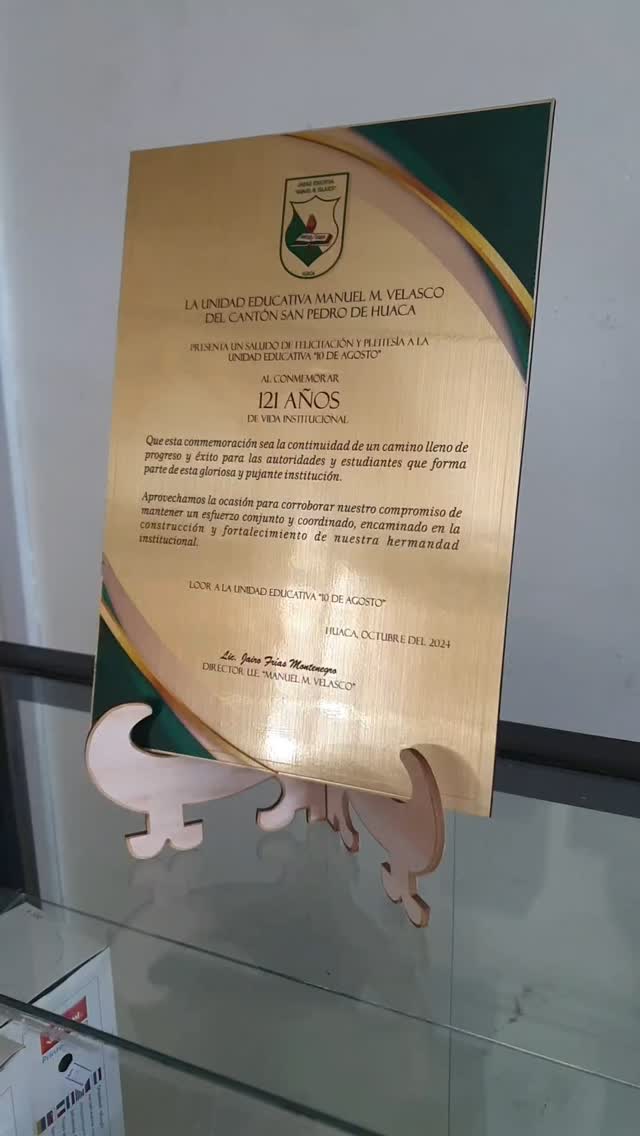 UNIDAD EDUCATIVA
"MANUEL M. VELASCO"
HUACA
LA UNIDAD EDUCATIVA MANUEL M. VELASCO
DEL CANTÓN SAN PEDRO DE HUACA
PRESENTA UN SALUDO DE FELICITACIÓN Y PLEITESÍA A LA
UNIDAD EDUCATIVA "10 DE AGOSTO"
AL CONMEMORAR
121 AÑOS
DE VIDA INSTITUCIONAL
Que esta conmemoración sea la continuidad de un camino lleno de
progreso y éxito para las autoridades y estudiantes que forma
parte de esta gloriosa y pujante institución.
Aprovechamos la ocasión para corroborar nuestro compromiso de
mantener un esfuerzo conjunto y coordinado, encaminado en la
construcción y fortalecimiento de nuestra hermandad
institucional.
LOOR A LA UNIDAD EDUCATIVA "10 DE AGOSTO"
HUACA, OCTUBRE DEL 2024
Lic. Jairo Frías Montenegro
DIRECTOR U.E. "MANUEL M. VELASCO"